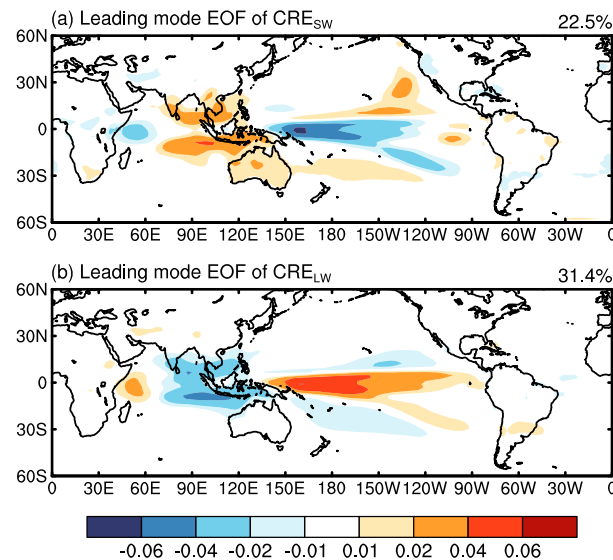 (a) Leading mode EOF of CRESW 22.5%
60N
30N
0
30S
60S
0 30E 60E 90E 120E 150E 180 150W 120W 90W 60W 30W 0
(b) Leading mode EOF of CRELW 31.4%
60N
30N
0
30S
60S
0 30E 60E 90E 120E 150E 180 150W 120W 90W 60W 30W 0
-0.06 -0.04 -0.02 -0.01 0.01 0.02 0.04 0.06